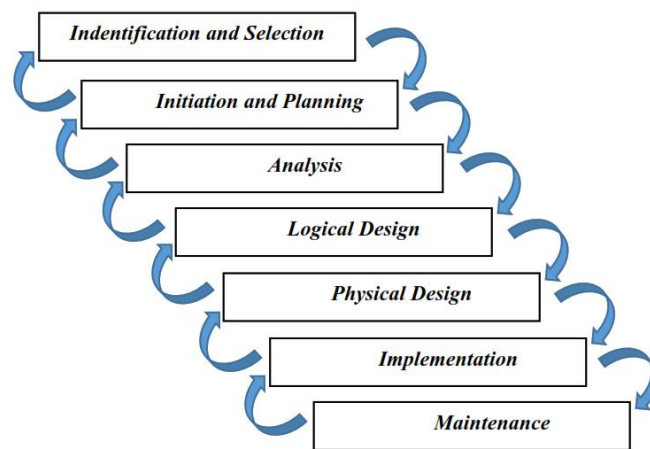 Indentification and Selection
Initiation and Planning
Analysis
Logical Design
Physical Design
Implementation
Maintenance